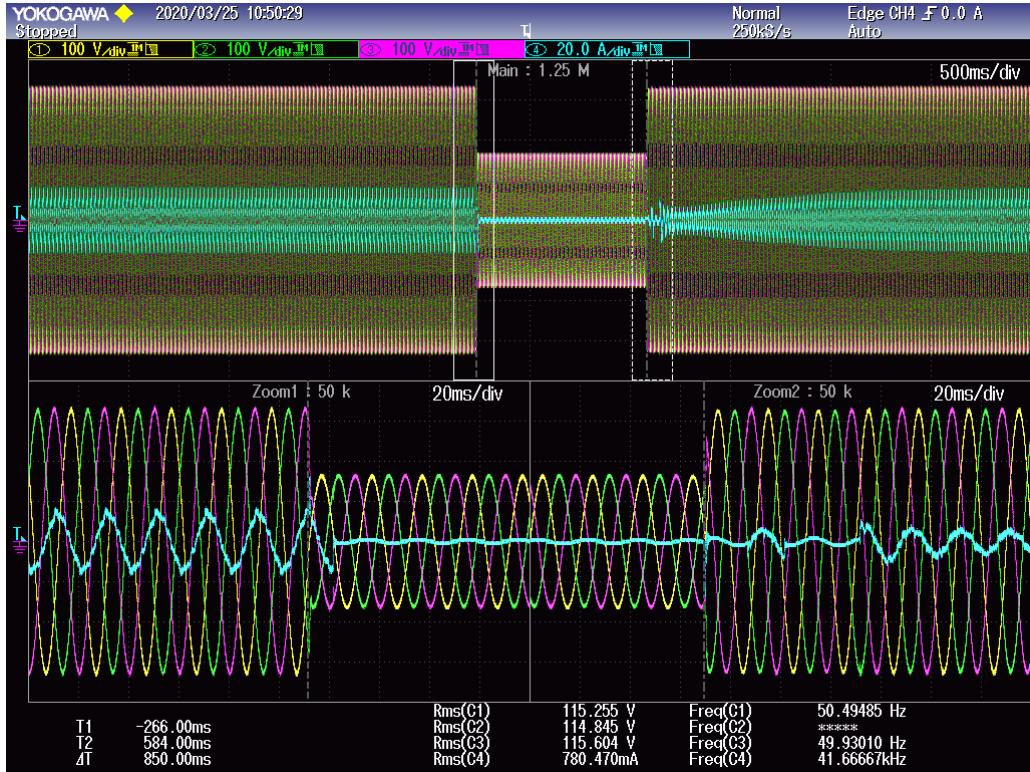 YOKOGAWA 2020/03/25 10:50:29 Normal Edge CH4 0.0 A
Stopped 250kS/s Auto
1 100 V/div 1M 2 100 V/div 1M 3 100 V/div 1M 4 20.0 A/div 1M
Main : 1.25 M 500ms/div
T
Zoom1 : 50 k 20ms/div Zoom2 : 50 k 20ms/div
T
Rms(C1) 115.255 V Freq(C1) 50.49485 Hz
T1 -266.00ms Rms(C2) 114.845 V Freq(C2) *****
T2 584.00ms Rms(C3) 115.604 V Freq(C3) 49.93010 Hz
ΔT 850.00ms Rms(C4) 780.470mA Freq(C4) 41.66667kHz